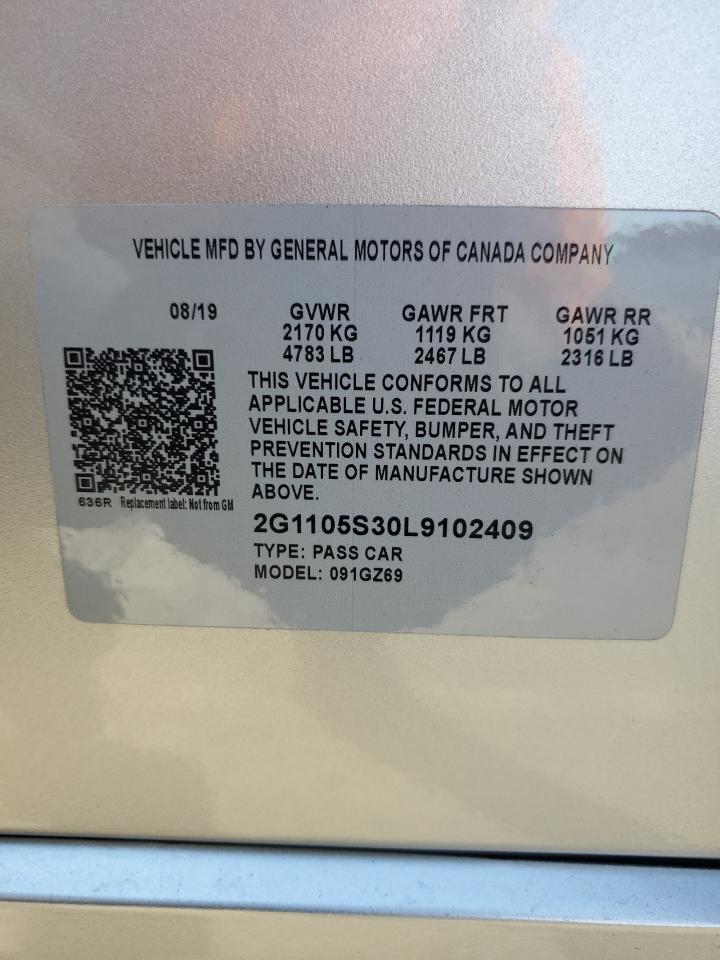 VEHICLE MFD BY GENERAL MOTORS OF CANADA COMPANY
08/19 GVWR GAWR FRT GAWR RR
2170 KG 1119 KG 1051 KG
4783 LB 2467 LB 2316 LB
THIS VEHICLE CONFORMS TO ALL
APPLICABLE U.S. FEDERAL MOTOR
VEHICLE SAFETY, BUMPER, AND THEFT
PREVENTION STANDARDS IN EFFECT ON
THE DATE OF MANUFACTURE SHOWN
ABOVE.
636R Replacement label: Not from GM
2G1105S30L9102409
TYPE: PASS CAR
MODEL: 091GZ69